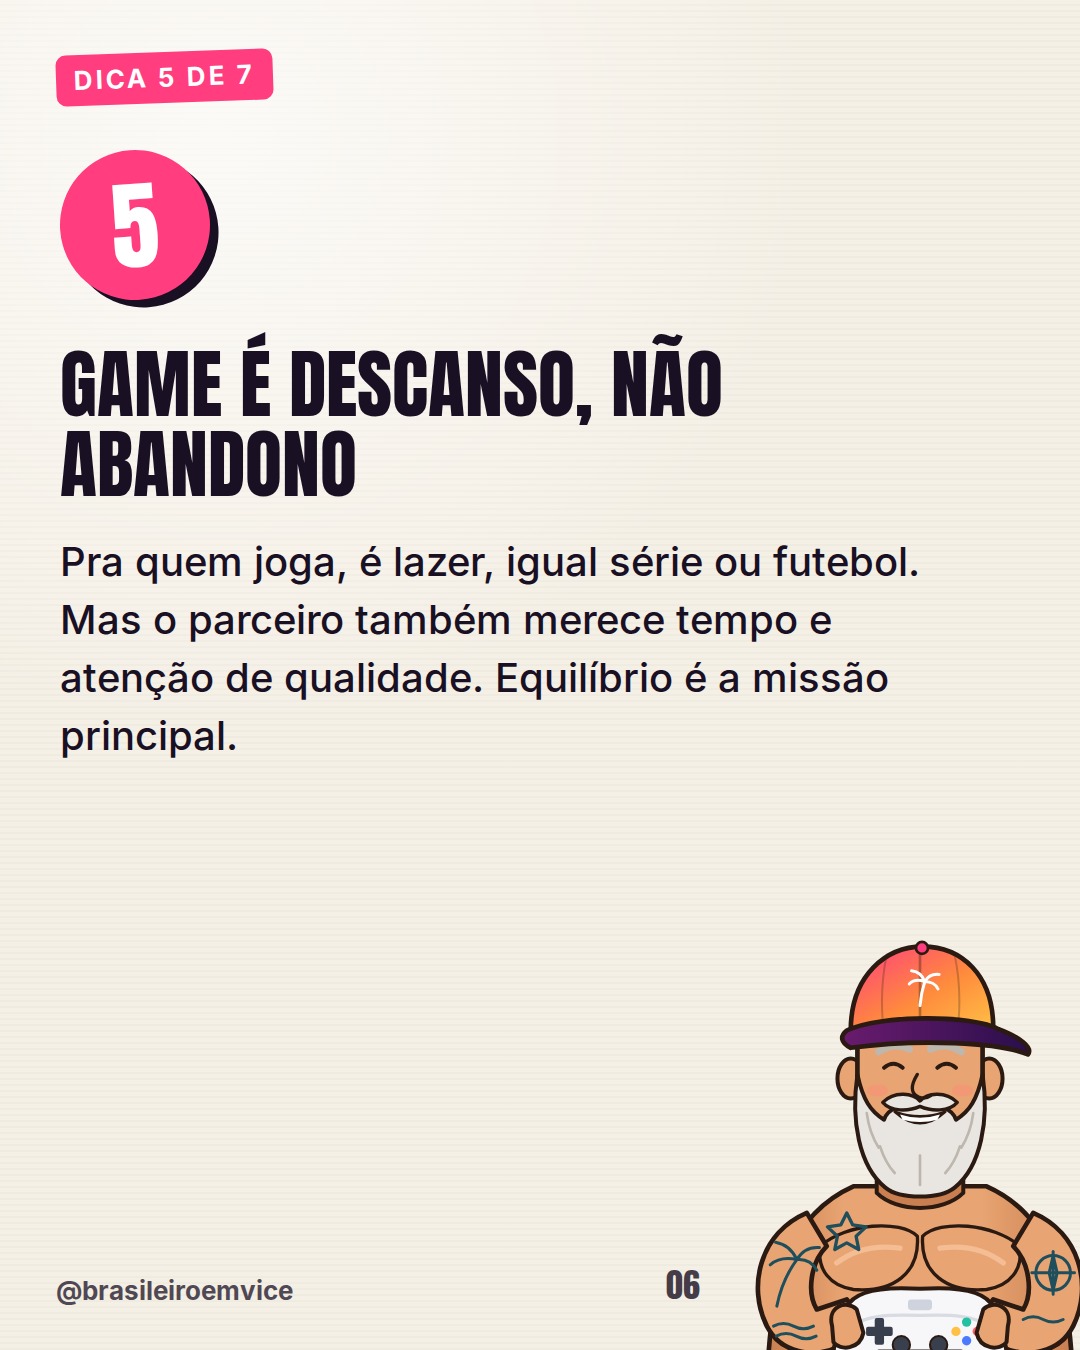 DICA 5 DE 7
5
GAME É DESCANSO, NÃO
ABANDONO
Pra quem joga, é lazer, igual série ou futebol.
Mas o parceiro também merece tempo e
atenção de qualidade. Equilíbrio é a missão
principal.
@brasileiroemvice
06